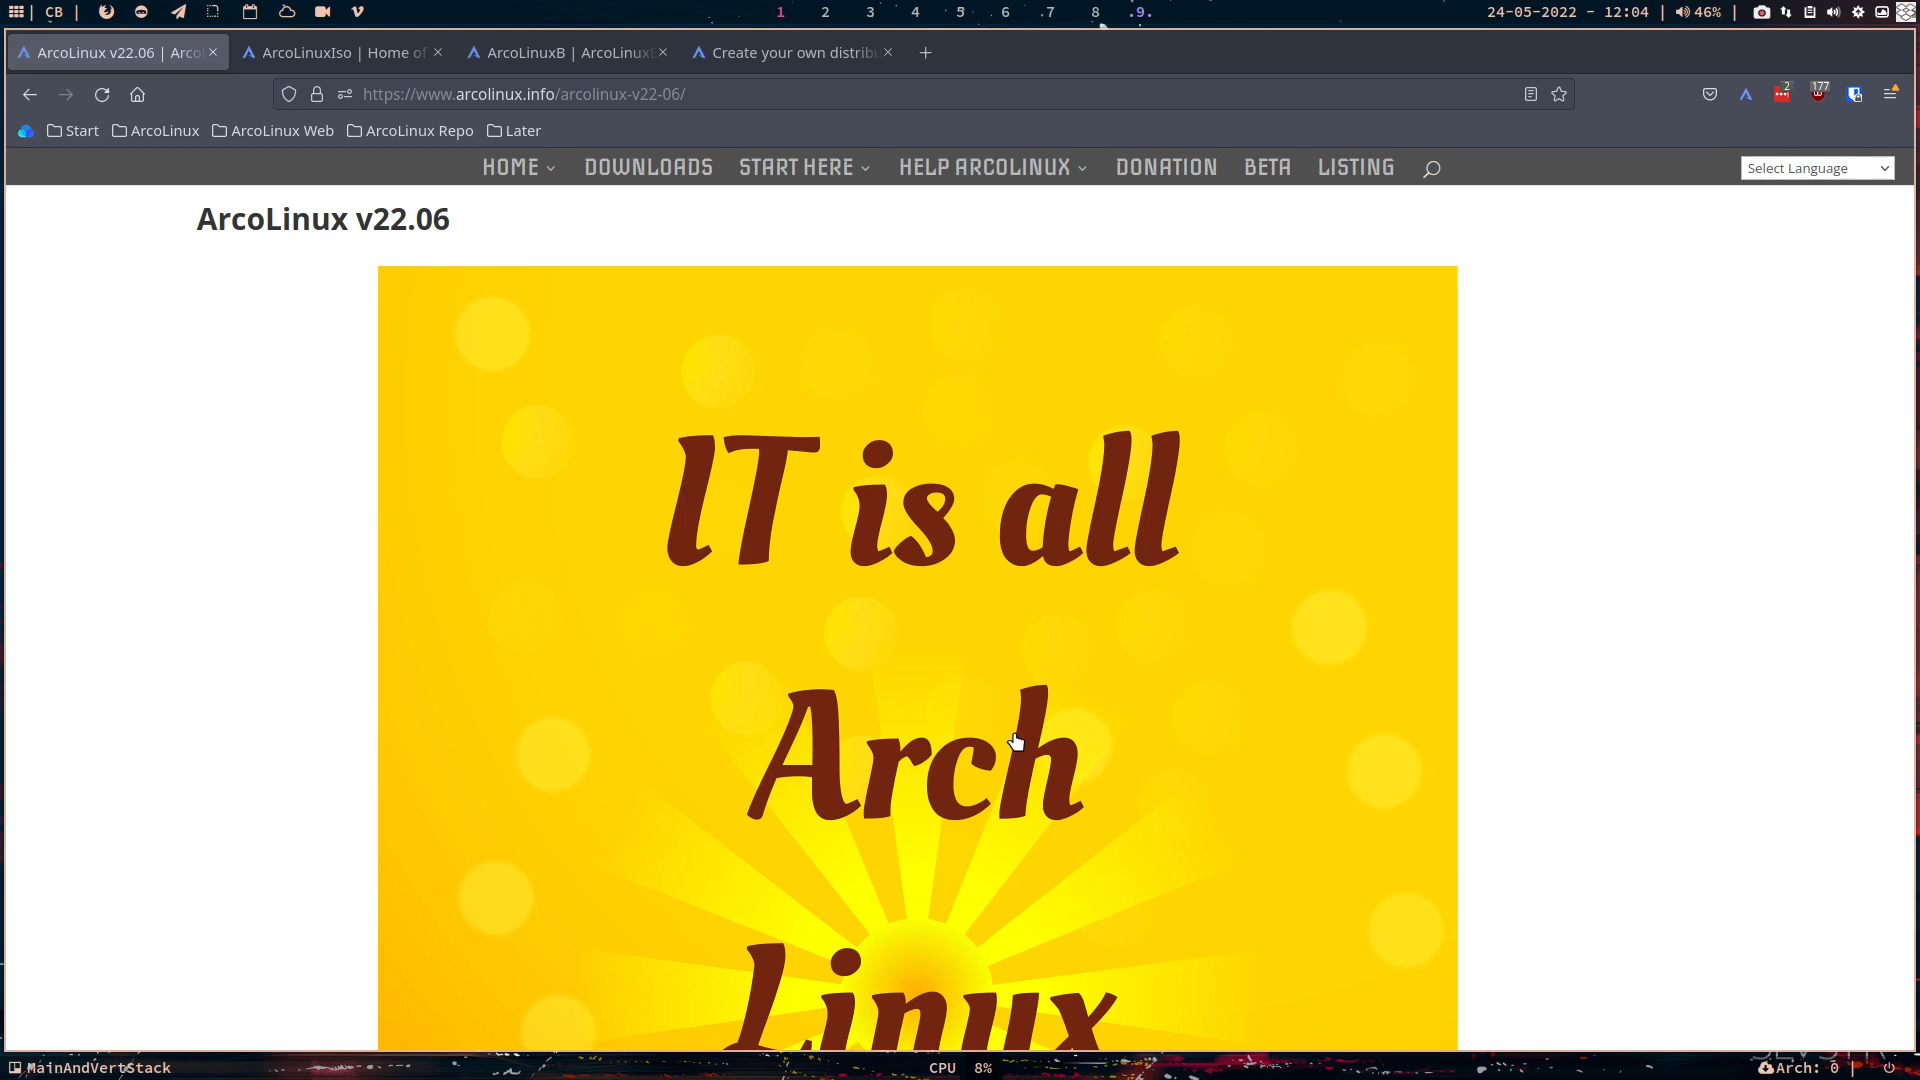 CB
1 2 3 4 5 6 7 8 9
24-05-2022 - 12:04 | 46% |
ArcoLinux v22.06 | Arco
ArcoLinuxIso | Home of
ArcoLinuxB | ArcoLinux
Create your own distribu
https://www.arcolinux.info/arcolinux-v22-06/
2
177
Start
ArcoLinux
ArcoLinux Web
ArcoLinux Repo
Later
HOME
DOWNLOADS
START HERE
HELP ARCOLINUX
DONATION
BETA
LISTING
Select Language
ArcoLinux v22.06
IT is all
Arch
Linux
MainAndVertStack
CPU 8%
Arch: 0